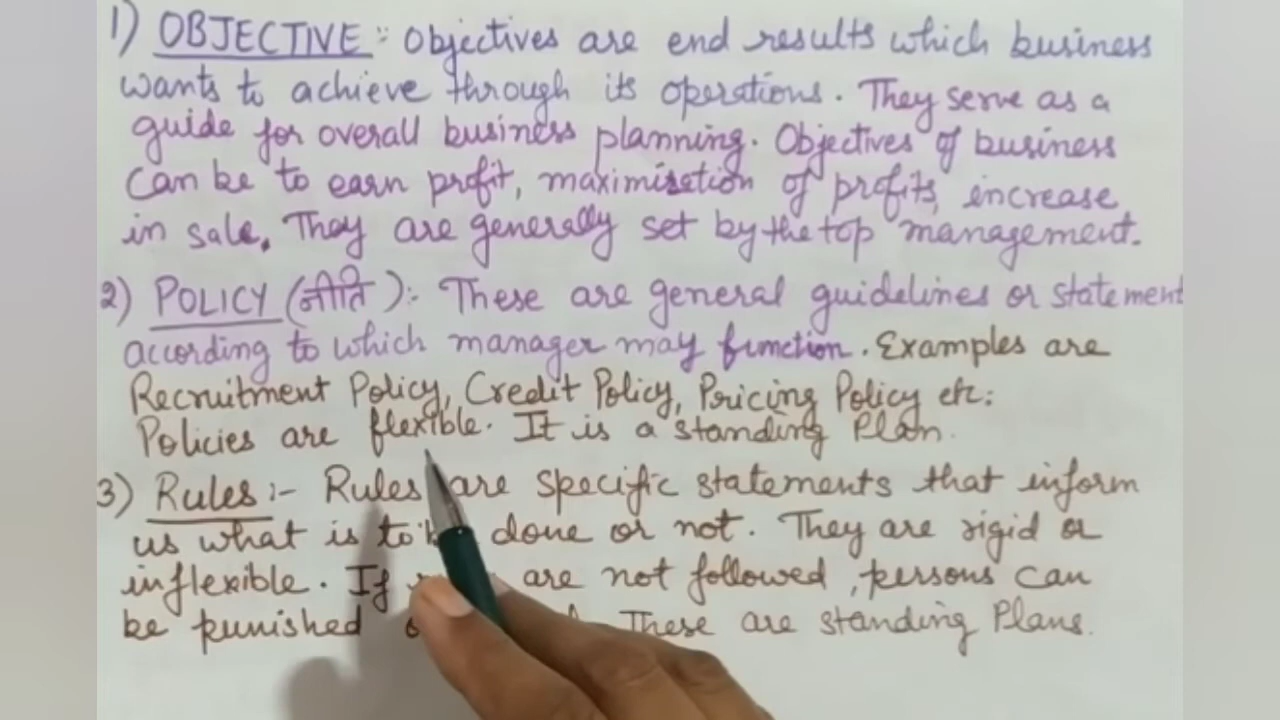 1) OBJECTIVE :- Objectives are end results which business
wants to achieve through its operations. They serve as a
guide for overall business planning. Objectives of business
can be to earn profit, maximisation of profits, increase
in sale. They are generally set by the top management.
2) POLICY (नीति) :- These are general guidelines or statement
according to which manager may function. Examples are
Recruitment Policy, Credit Policy, Pricing Policy etc.
Policies are flexible. It is a standing Plan.
3) Rules :- Rules are specific statements that inform
us what is to done or not. They are rigid or
inflexible. If are not followed, persons can
be punished These are standing Plans.